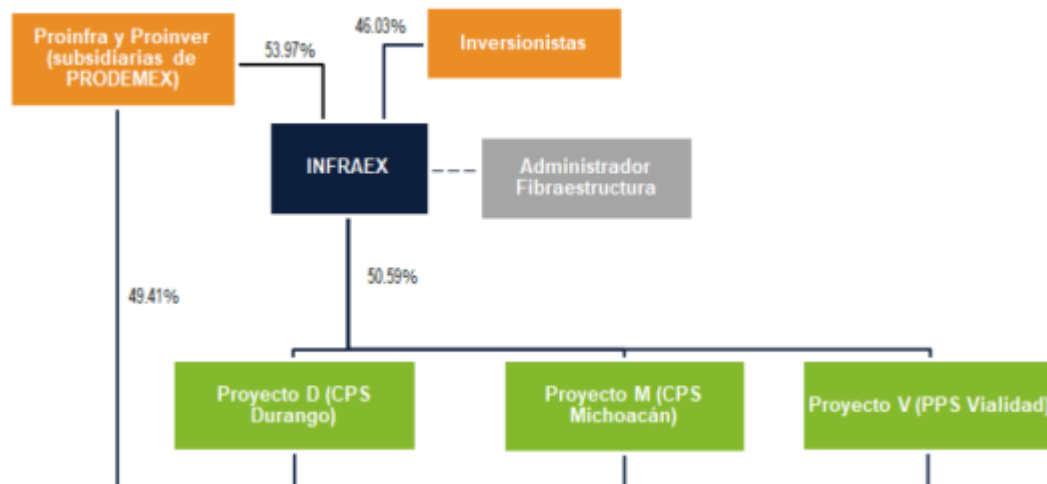 Proinfra y Proinver
(subsidiarias de
PRODEMEX)
53.97%
46.03%
Inversionistas
INFRAEX
Administrador
Fibraestructura
50.59%
49.41%
Proyecto D (CPS
Durango)
Proyecto M (CPS
Michoacán)
Proyecto V (PPS Vialidad)